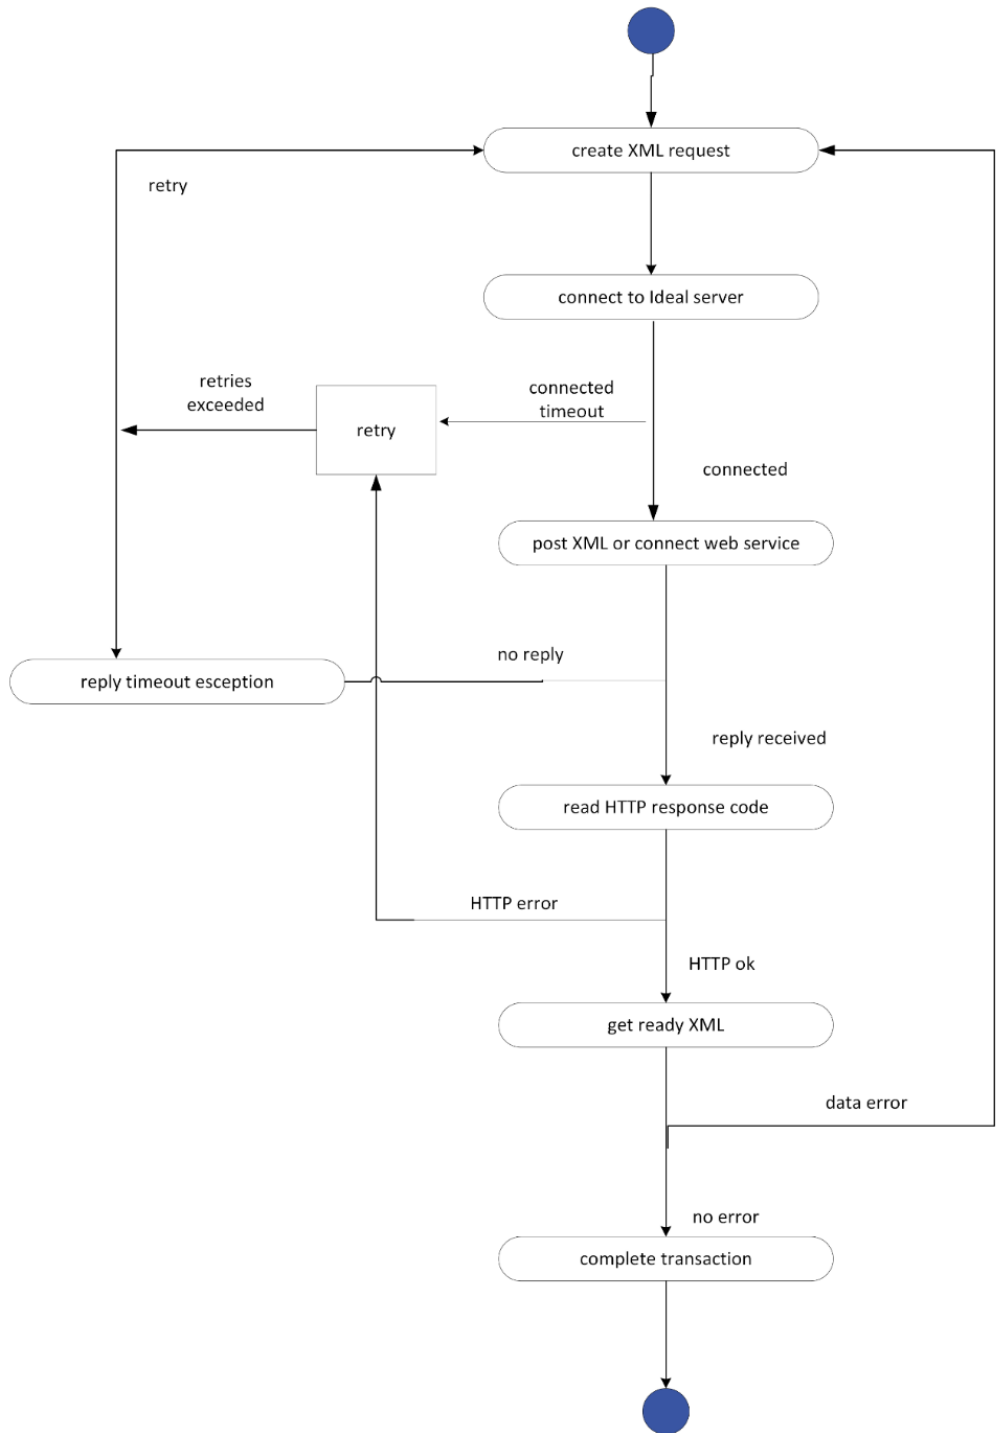 create XML request
retry
connect to Ideal server
retries
exceeded
connected
timeout
retry
connected
post XML or connect web service
no reply
reply timeout esception
reply received
read HTTP response code
HTTP error
HTTP ok
get ready XML
data error
no error
complete transaction